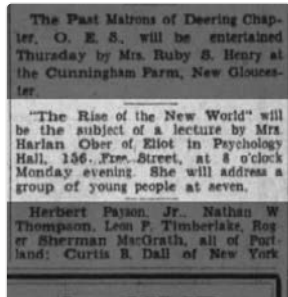 The Past Matrons of Deering Chap-
ter, O. E. S., will be entertained
Thursday by Mrs. Ruby S. Henry at
the Cunningham Farm, New Glouces-
ter.
"The Rise of the New World" will
be the subject of a lecture by Mrs.
Harlan Ober of Eliot in Psychology
Hall, 156 Free Street, at 8 o'clock
Monday evening. She will address a
group of young people at seven.
Herbert Payson, Jr., Nathan W
Thompson, Leon P. Timberlake, Rog
er Sherman MacGrath, all of Port-
land; Curtis B. Dall of New York